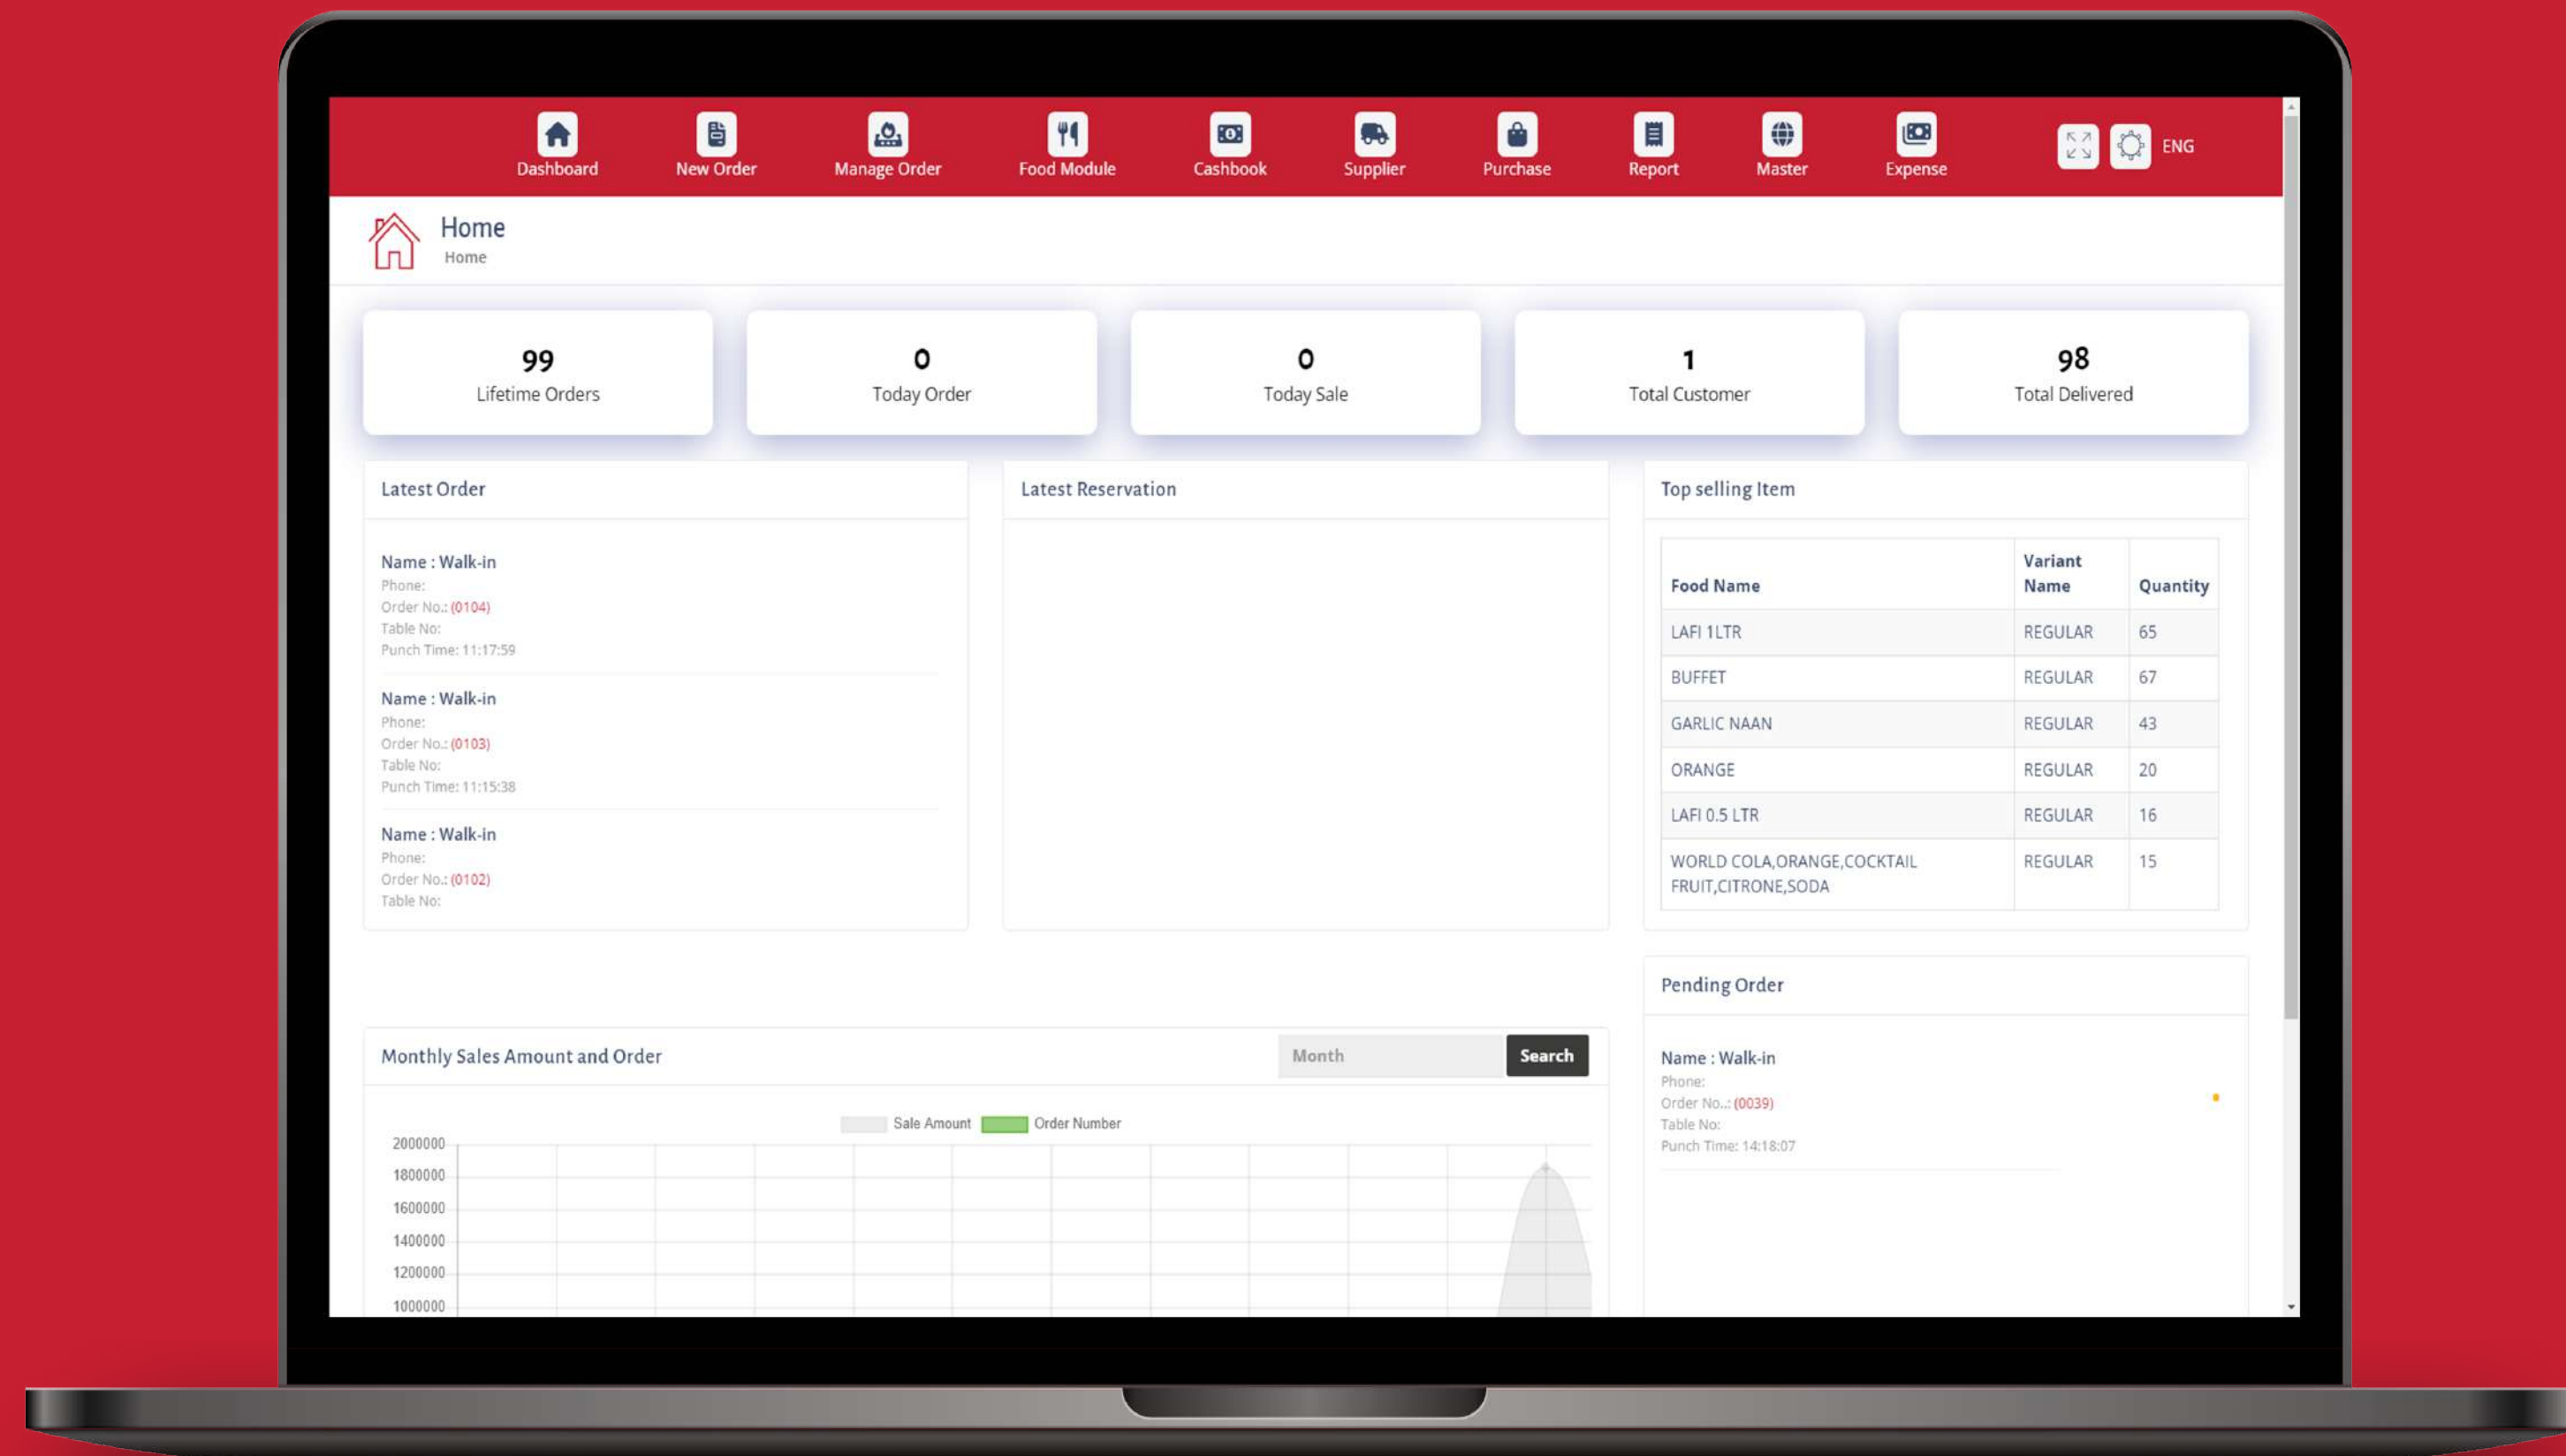 Dashboard
New Order
Manage Order
Food Module
Cashbook
Supplier
Purchase
Report
Master
Expense
ENG
Home
Home
99
Lifetime Orders
0
Today Order
0
Today Sale
1
Total Customer
98
Total Delivered
Latest Order
Name : Walk-in
Phone:
Order No.: (0104)
Table No:
Punch Time: 11:17:59
Name : Walk-in
Phone:
Order No.: (0103)
Table No:
Punch Time: 11:15:38
Name : Walk-in
Phone:
Order No.: (0102)
Table No:
Latest Reservation
Top selling Item
Food Name Variant Name Quantity
LAFI 1LTR REGULAR 65
BUFFET REGULAR 67
GARLIC NAAN REGULAR 43
ORANGE REGULAR 20
LAFI 0.5 LTR REGULAR 16
WORLD COLA,ORANGE,COCKTAIL REGULAR 15
FRUIT,CITRONE,SODA
Monthly Sales Amount and Order
Month
Search
Sale Amount Order Number
2000000
1800000
1600000
1400000
1200000
1000000
Pending Order
Name : Walk-in
Phone:
Order No..: (0039)
Table No:
Punch Time: 14:18:07